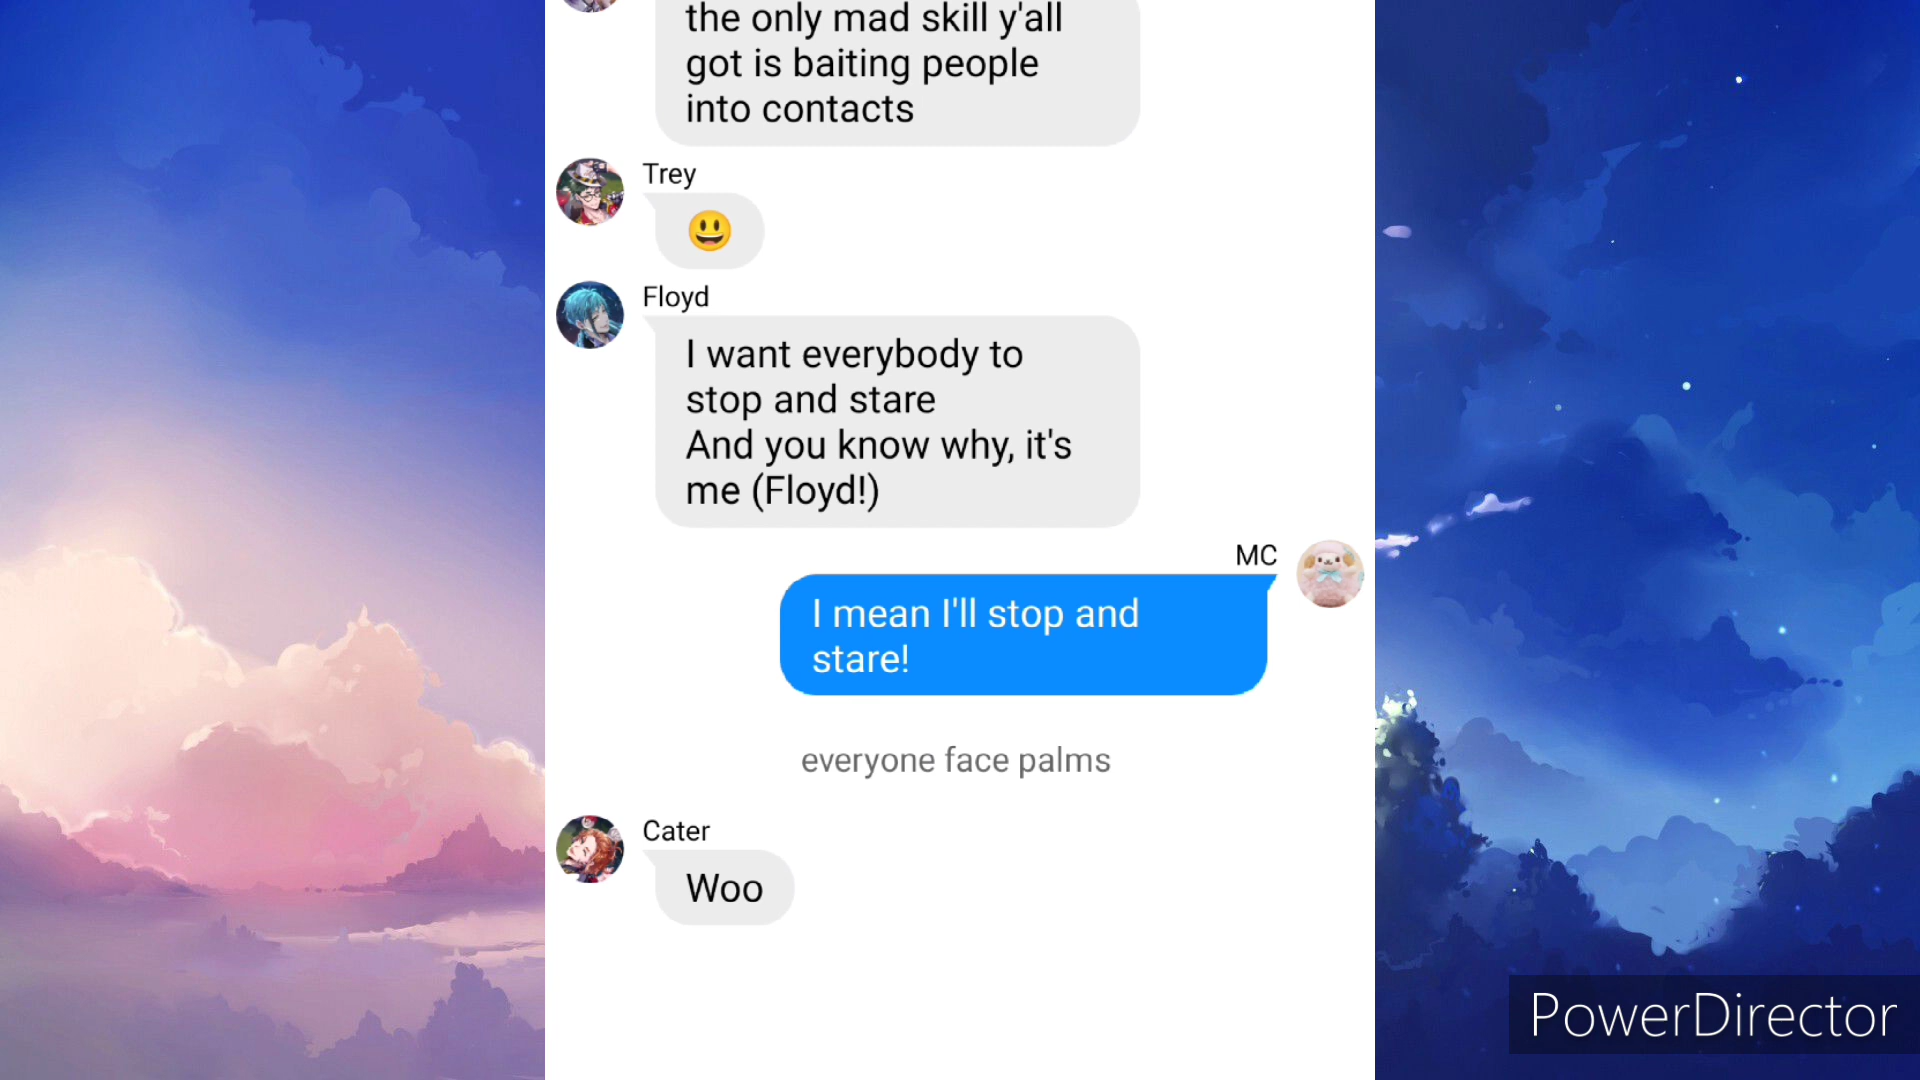 the only mad skill y'all
got is baiting people
into contacts
Trey
😃
Floyd
I want everybody to
stop and stare
And you know why, it's
me (Floyd!)
MC
I mean I'll stop and
stare!
everyone face palms
Cater
Woo
PowerDirector